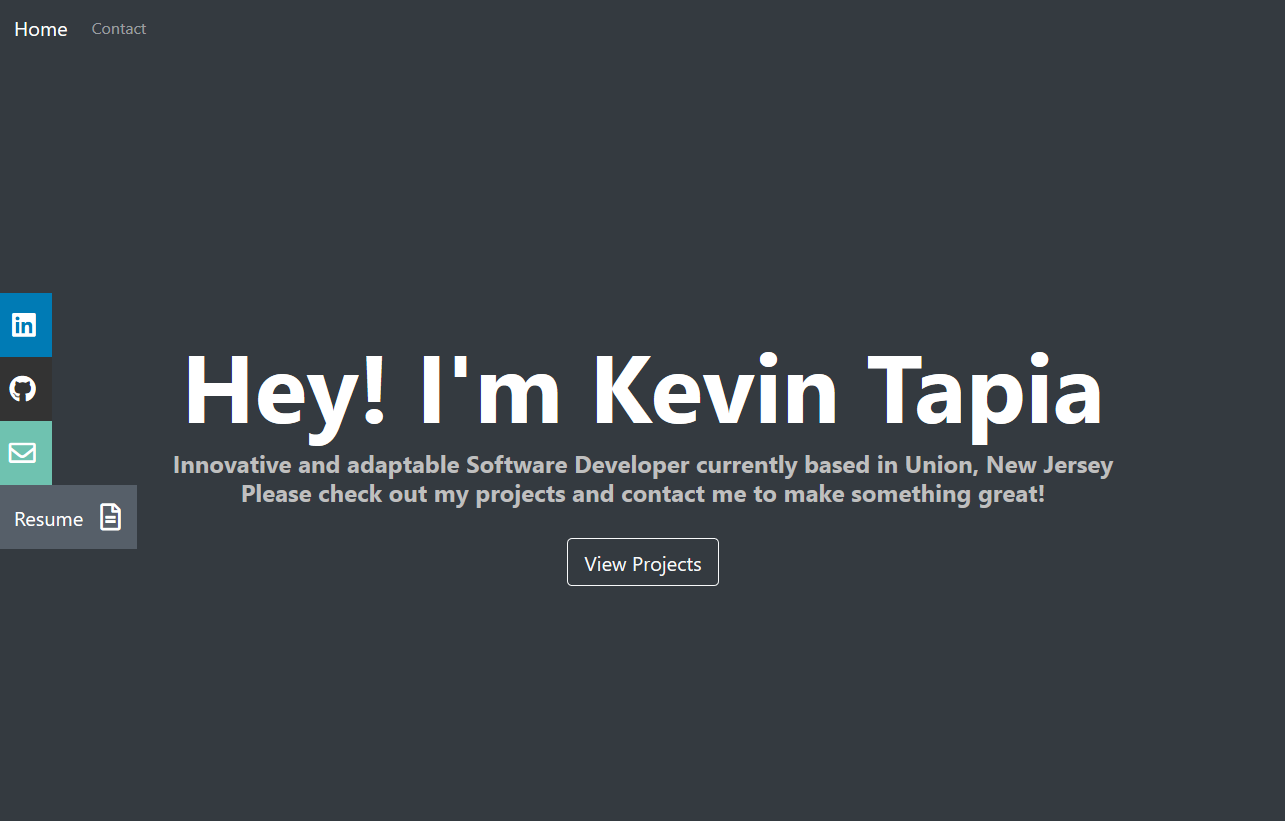 Home Contact
in
Hey! I'm Kevin Tapia
Innovative and adaptable Software Developer currently based in Union, New Jersey
Please check out my projects and contact me to make something great!
Resume
View Projects